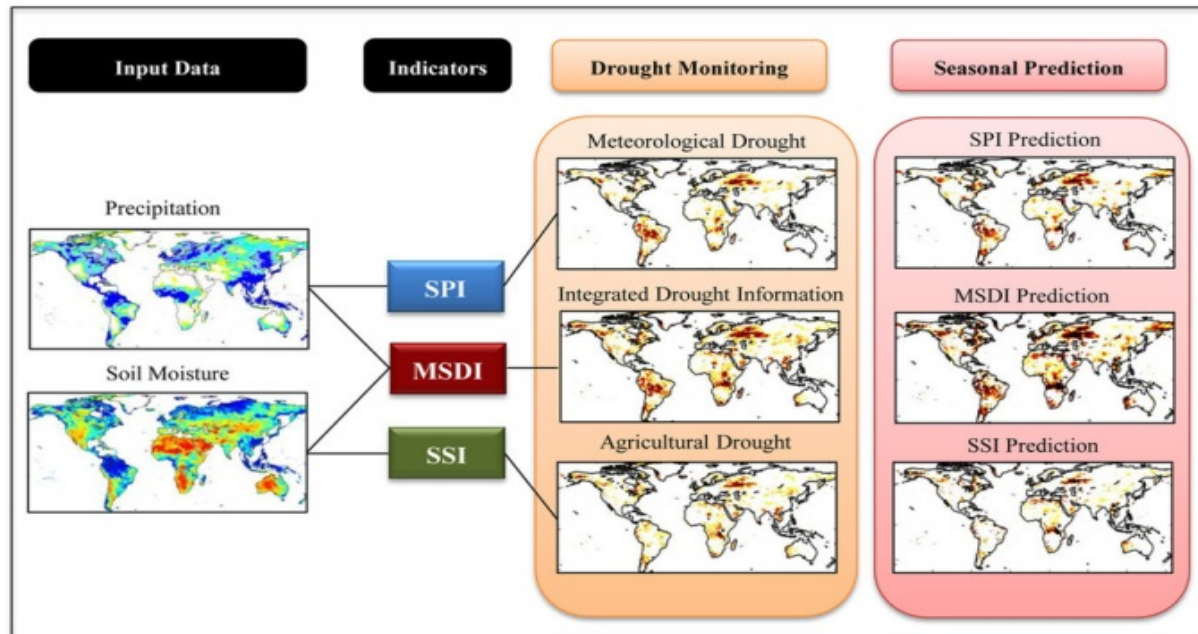 Input Data
Indicators
Drought Monitoring
Seasonal Prediction
Precipitation
Soil Moisture
SPI
MSDI
SSI
Meteorological Drought
Integrated Drought Information
Agricultural Drought
SPI Prediction
MSDI Prediction
SSI Prediction